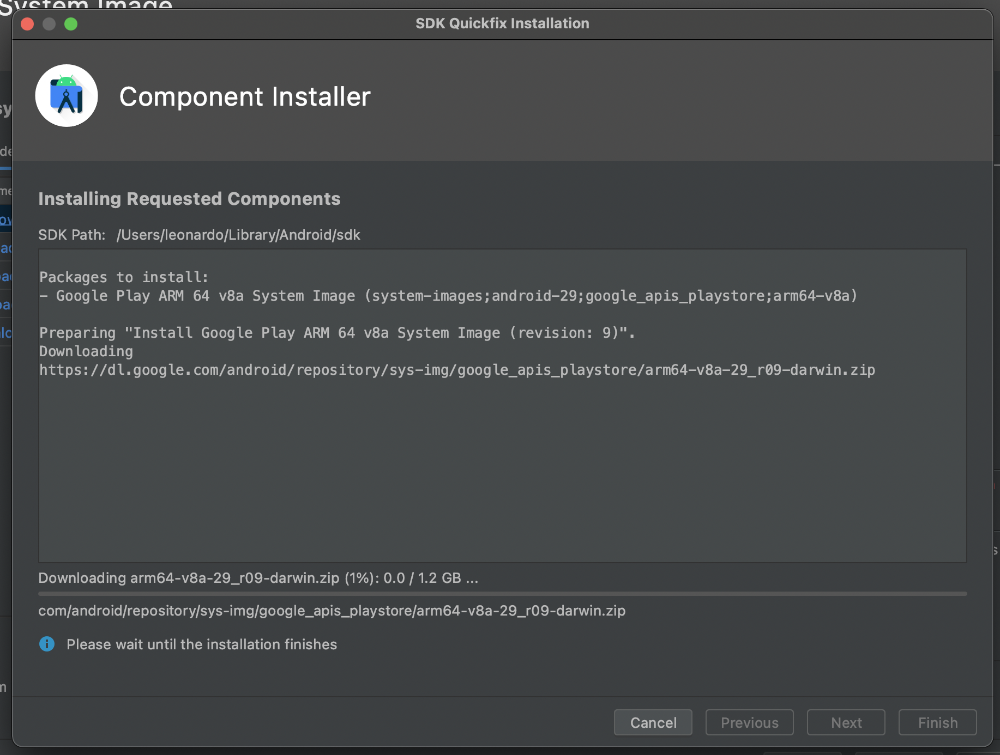 System Image
SDK Quickfix Installation
Component Installer
Installing Requested Components
SDK Path: /Users/leonardo/Library/Android/sdk
Packages to install:
- Google Play ARM 64 v8a System Image (system-images;android-29;google_apis_playstore;arm64-v8a)
Preparing "Install Google Play ARM 64 v8a System Image (revision: 9)".
Downloading
https://dl.google.com/android/repository/sys-img/google_apis_playstore/arm64-v8a-29_r09-darwin.zip
Downloading arm64-v8a-29_r09-darwin.zip (1%): 0.0 / 1.2 GB ...
com/android/repository/sys-img/google_apis_playstore/arm64-v8a-29_r09-darwin.zip
Please wait until the installation finishes
Cancel Previous Next Finish